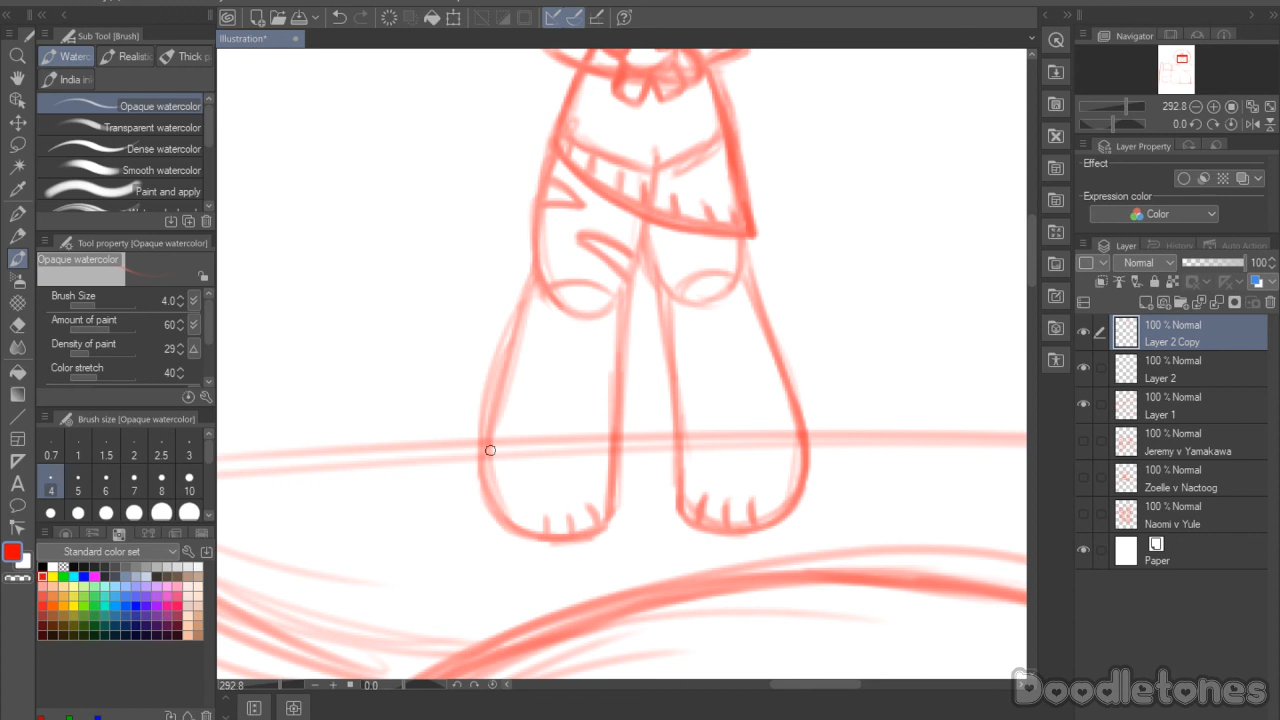 Sub Tool [Brush]
Waterc
Realistic
Thick p
India in
Opaque watercolor
Transparent watercolor
Dense watercolor
Smooth watercolor
Paint and apply
Tool property [Opaque watercolor]
Opaque watercolor
Brush Size 4.0
Amount of paint 60
Density of paint 29
Color stretch 40
Brush size [Opaque watercolor]
0.7 1 1.5 2 2.5 3
4 5 6 7 8 10
Standard color set
Illustration*
292.8 0.0
Navigator
292.8
0.0
Layer Property
Effect
Expression color
Color
Layer History Auto Action
Normal 100
100 % Normal
Layer 2 Copy
100 % Normal
Layer 2
100 % Normal
Layer 1
100 % Normal
Jeremy v Yamakawa
100 % Normal
Zoelle v Nactoog
100 % Normal
Naomi v Yule
Paper
Doodletones